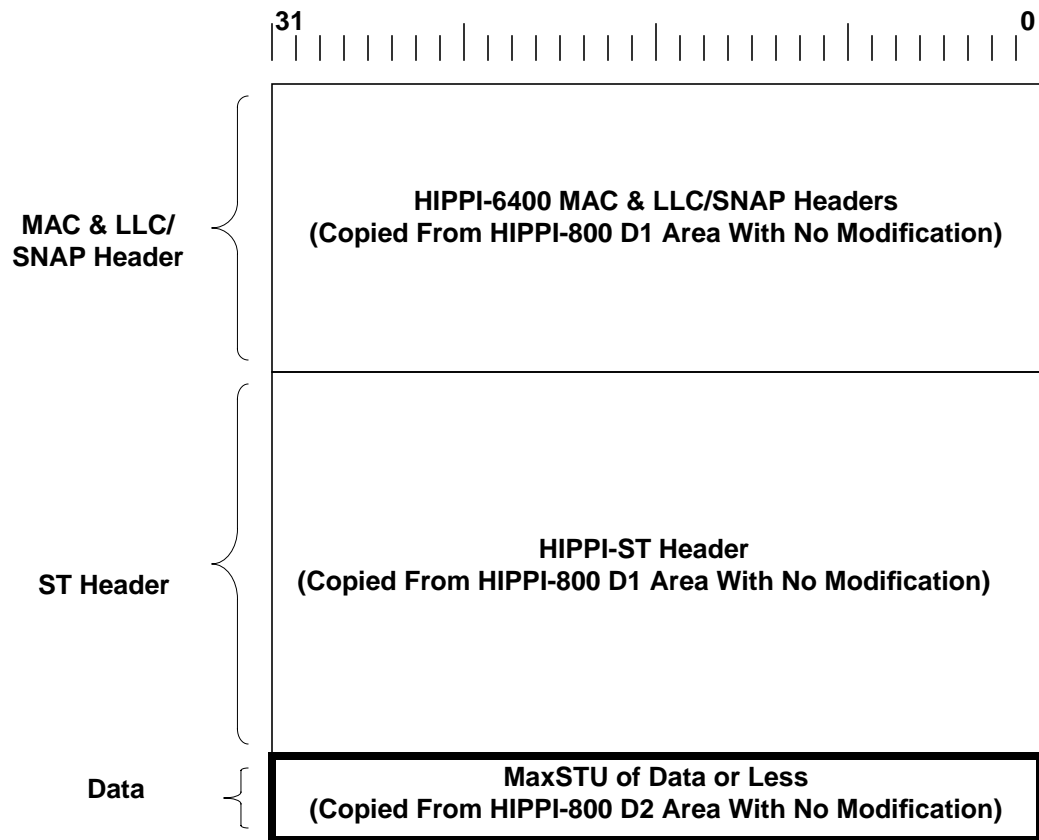 31 0
MAC & LLC/
SNAP Header
HIPPI-6400 MAC & LLC/SNAP Headers
(Copied From HIPPI-800 D1 Area With No Modification)
ST Header
HIPPI-ST Header
(Copied From HIPPI-800 D1 Area With No Modification)
Data
MaxSTU of Data or Less
(Copied From HIPPI-800 D2 Area With No Modification)